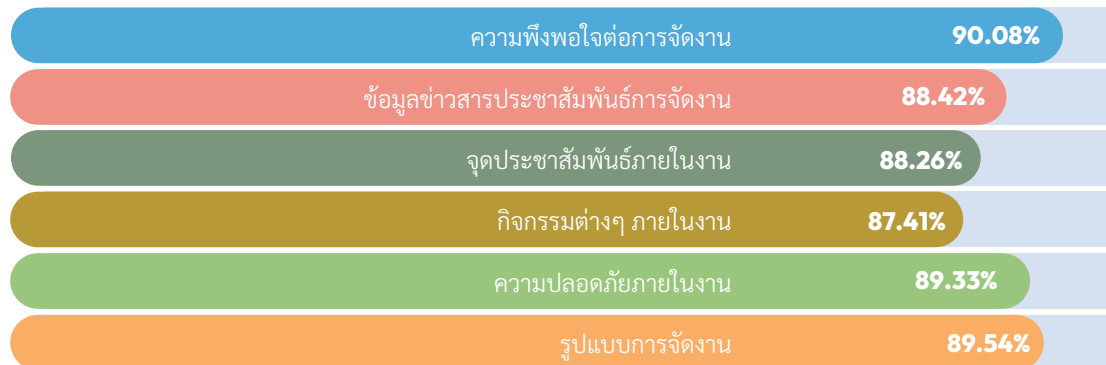 ความพึงพอใจต่อการจัดงาน 90.08%
ข้อมูลข่าวสารประชาสัมพันธ์การจัดงาน 88.42%
จุดประชาสัมพันธ์ภายในงาน 88.26%
กิจกรรมต่างๆ ภายในงาน 87.41%
ความปลอดภัยภายในงาน 89.33%
รูปแบบการจัดงาน 89.54%